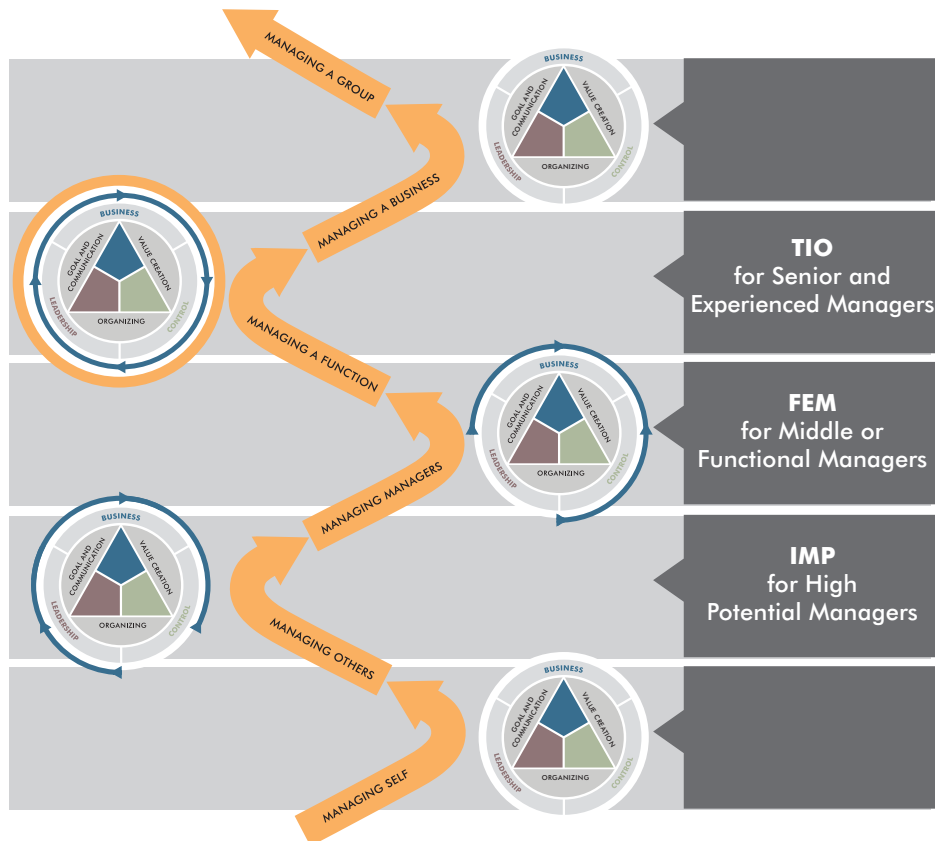 MANAGING A GROUP
BUSINESS
GOAL AND
COMMUNICATION
VALUE CREATION
ORGANIZING
LEADERSHIP
CONTROL
MANAGING A BUSINESS
BUSINESS
GOAL AND
COMMUNICATION
VALUE CREATION
ORGANIZING
LEADERSHIP
CONTROL
TIO
for Senior and
Experienced Managers
MANAGING A FUNCTION
BUSINESS
GOAL AND
COMMUNICATION
VALUE CREATION
ORGANIZING
LEADERSHIP
CONTROL
FEM
for Middle or
Functional Managers
MANAGING MANAGERS
BUSINESS
GOAL AND
COMMUNICATION
VALUE CREATION
ORGANIZING
LEADERSHIP
CONTROL
IMP
for High
Potential Managers
MANAGING OTHERS
BUSINESS
GOAL AND
COMMUNICATION
VALUE CREATION
ORGANIZING
LEADERSHIP
CONTROL
MANAGING SELF